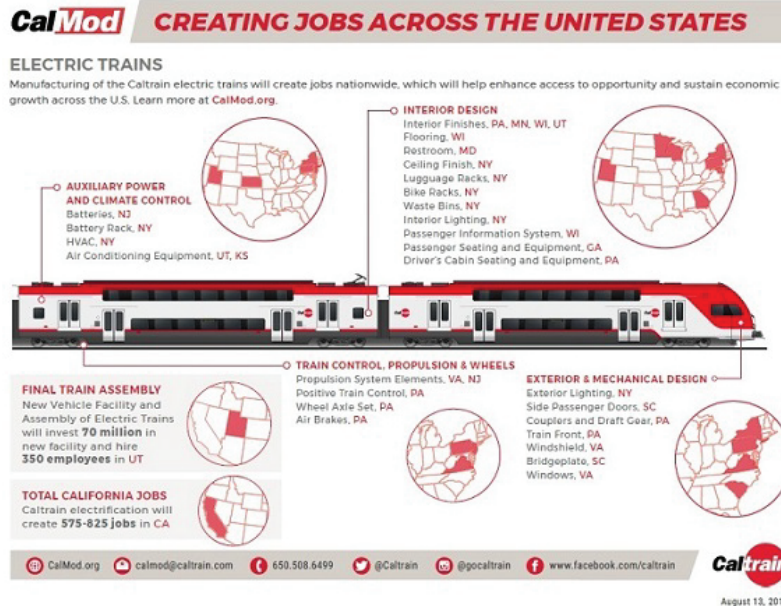 CalMod CREATING JOBS ACROSS THE UNITED STATES
ELECTRIC TRAINS
Manufacturing of the Caltrain electric trains will create jobs nationwide, which will help enhance access to opportunity and sustain economic
growth across the U.S. Learn more at CalMod.org.
AUXILIARY POWER
AND CLIMATE CONTROL
Batteries, NJ
Battery Rack, NY
HVAC, NY
Air Conditioning Equipment, UT, KS
INTERIOR DESIGN
Interior Finishes, PA, MN, WI, UT
Flooring, WI
Restroom, MD
Ceiling Finish, NY
Lugguage Racks, NY
Bike Racks, NY
Waste Bins, NY
Interior Lighting, NY
Passenger Information System, WI
Passenger Seating and Equipment, GA
Driver's Cabin Seating and Equipment, PA
Cal
Cal
FINAL TRAIN ASSEMBLY
New Vehicle Facility and
Assembly of Electric Trains
will invest 70 million in
new facility and hire
350 employees in UT
TOTAL CALIFORNIA JOBS
Caltrain electrification will
create 575-825 jobs in CA
TRAIN CONTROL, PROPULSION & WHEELS
Propulsion System Elements, VA, NJ
Positive Train Control, PA
Wheel Axle Set, PA
Air Brakes, PA
EXTERIOR & MECHANICAL DESIGN
Exterior Lighting, NY
Side Passenger Doors, SC
Couplers and Draft Gear, PA
Train Front, PA
Windshield, VA
Bridgeplate, SC
Windows, VA
CalMod.org calmod@caltrain.com 650.508.6499 @Caltrain @gocaltrain www.facebook.com/caltrain
Caltrain
August 13, 201